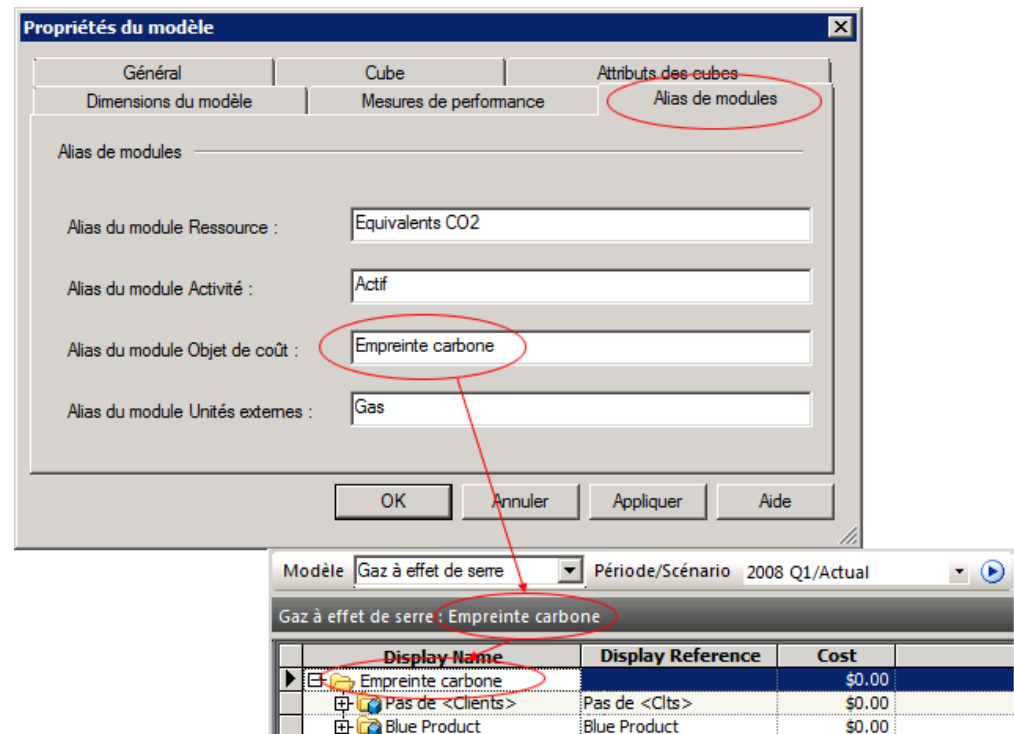 Propriétés du modèle
Général Cube Attributs des cubes
Dimensions du modèle Mesures de performance Alias de modules
Alias de modules
Alias du module Ressource : Equivalents CO2
Alias du module Activité : Actif
Alias du module Objet de coût : Empreinte carbone
Alias du module Unités externes : Gas
OK Annuler Appliquer Aide
Modèle Gaz à effet de serre Période/Scénario 2008 Q1/Actual
Gaz à effet de serre : Empreinte carbone
Display Name Display Reference Cost
Empreinte carbone $0.00
Pas de <Clients> Pas de <Clts> $0.00
Blue Product Blue Product $0.00